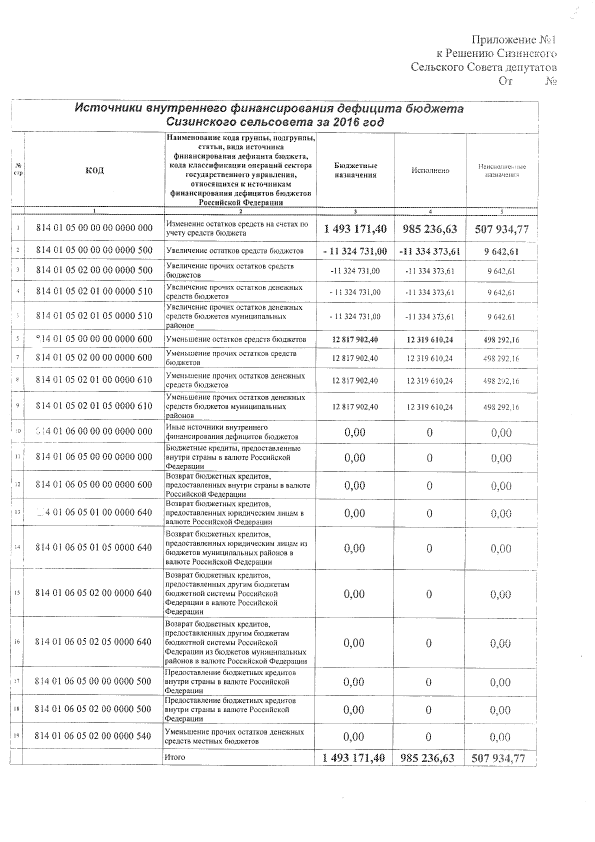 Приложение №1
к Решению Сизинского
Сельского Совета депутатов
От №
Источники внутреннего финансирования дефицита бюджета
Сизинского сельсовета за 2016 год
№ стр
КОД
Наименование кода группы, подгруппы,
статьи, вида источника
финансирования дефицита бюджета,
кода классификации операций сектора
государственного управления,
относящихся к источникам
финансирования дефицитов бюджетов
Российской Федерации
Бюджетные
назначения
Исполнено
Неисполненные
назначения
1 2 3 4 5
1 814 01 05 00 00 00 0000 000 Изменение остатков средств на счетах по
учету средств бюджета 1 493 171,40 985 236,63 507 934,77
2 814 01 05 00 00 00 0000 500 Увеличение остатков средств бюджетов - 11 324 731,00 -11 334 373,61 9 642,61
3 814 01 05 02 00 00 0000 500 Увеличение прочих остатков средств
бюджетов -11 324 731,00 -11 334 373,61 9 642,61
4 814 01 05 02 01 00 0000 510 Увеличение прочих остатков денежных
средств бюджетов - 11 324 731,00 -11 334 373,61 9 642,61
5 814 01 05 02 01 05 0000 510 Увеличение прочих остатков денежных
средств бюджетов муниципальных
районов - 11 324 731,00 -11 334 373,61 9 642,61
14 01 05 00 00 00 0000 600 Уменьшение остатков средств бюджетов 12 817 902,40 12 319 610,24 498 292,16
7 814 01 05 02 00 00 0000 600 Уменьшение прочих остатков средств
бюджетов 12 817 902,40 12 319 610,24 498 292,16
8 814 01 05 02 01 00 0000 610 Уменьшение прочих остатков денежных
средств бюджетов 12 817 902,40 12 319 610,24 498 292,16
9 814 01 05 02 01 05 0000 610 Уменьшение прочих остатков денежных
средств бюджетов муниципальных
районов 12 817 902,40 12 319 610,24 498 292,16
10 14 01 06 00 00 00 0000 000 Иные источники внутреннего
финансирования дефицитов бюджетов 0,00 0 0,00
11 814 01 06 05 00 00 0000 000 Бюджетные кредиты, предоставленные
внутри страны в валюте Российской
Федерации 0,00 0 0,00
12 814 01 06 05 00 00 0000 600 Возврат бюджетных кредитов,
предоставленных внутри страны в валюте
Российской Федерации 0,00 0 0,00
13 4 01 06 05 01 00 0000 640 Возврат бюджетных кредитов,
предоставленных юридическим лицам в
валюте Российской Федерации 0,00 0 0,00
14 814 01 06 05 01 05 0000 640 Возврат бюджетных кредитов,
предоставленных юридическим лицам из
бюджетов муниципальных районов в
валюте Российской Федерации 0,00 0 0,00
15 814 01 06 05 02 00 0000 640 Возврат бюджетных кредитов,
предоставленных другим бюджетам
бюджетной системы Российской
Федерации в валюте Российской
Федерации 0,00 0 0,00
16 814 01 06 05 02 05 0000 640 Возврат бюджетных кредитов,
предоставленных другим бюджетам
бюджетной системы Российской
Федерации из бюджетов муниципальных
районов в валюте Российской Федерации 0,00 0 0,00
17 814 01 06 05 00 00 0000 500 Предоставление бюджетных кредитов
внутри страны в валюте Российской
Федерации 0,00 0 0,00
18 814 01 06 05 02 00 0000 500 Предоставление бюджетных кредитов
внутри страны в валюте Российской
Федерации 0,00 0 0,00
19 814 01 06 05 02 00 0000 540 Уменьшение прочих остатков денежных
средств местных бюджетов 0,00 0 0,00
Итого 1 493 171,40 985 236,63 507 934,77